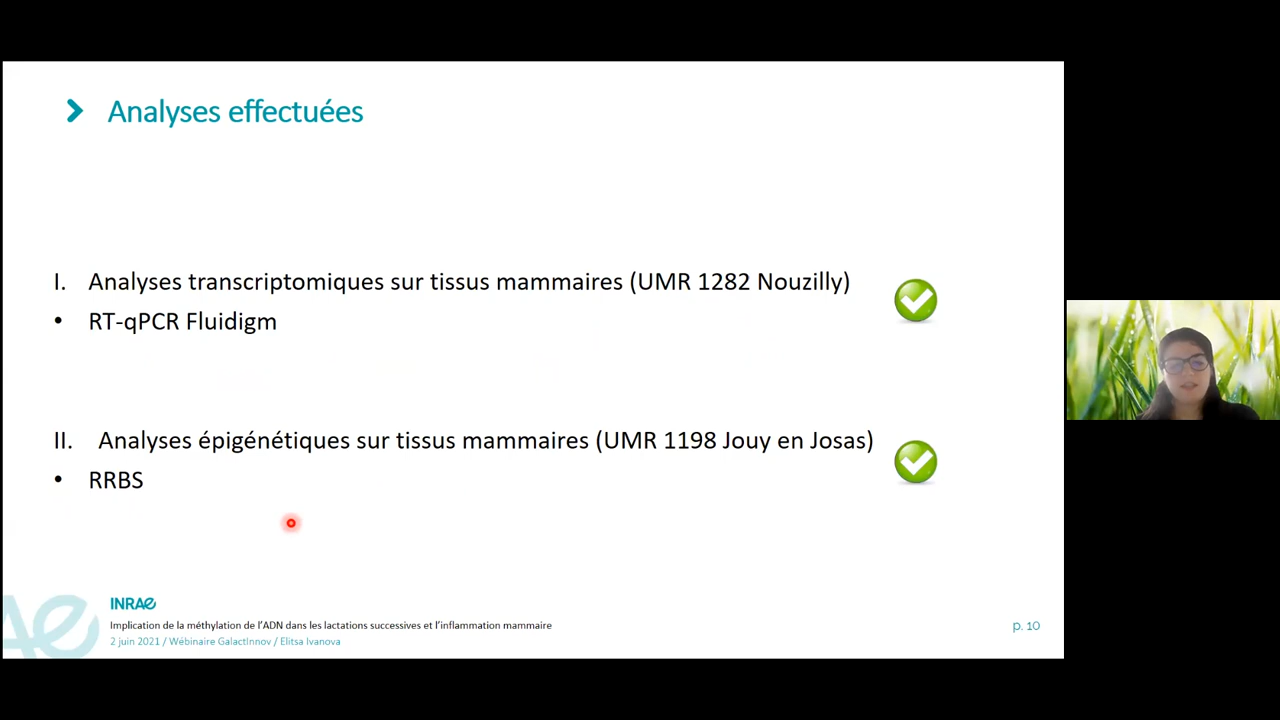 Analyses effectuées
I. Analyses transcriptomiques sur tissus mammaires (UMR 1282 Nouzilly)
• RT-qPCR Fluidigm
II. Analyses épigénétiques sur tissus mammaires (UMR 1198 Jouy en Josas)
• RRBS
INRAE
Implication de la méthylation de l'ADN dans les lactations successives et l'inflammation mammaire
2 juin 2021 / Wébinaire GalactInnov / Elitsa Ivanova
p. 10